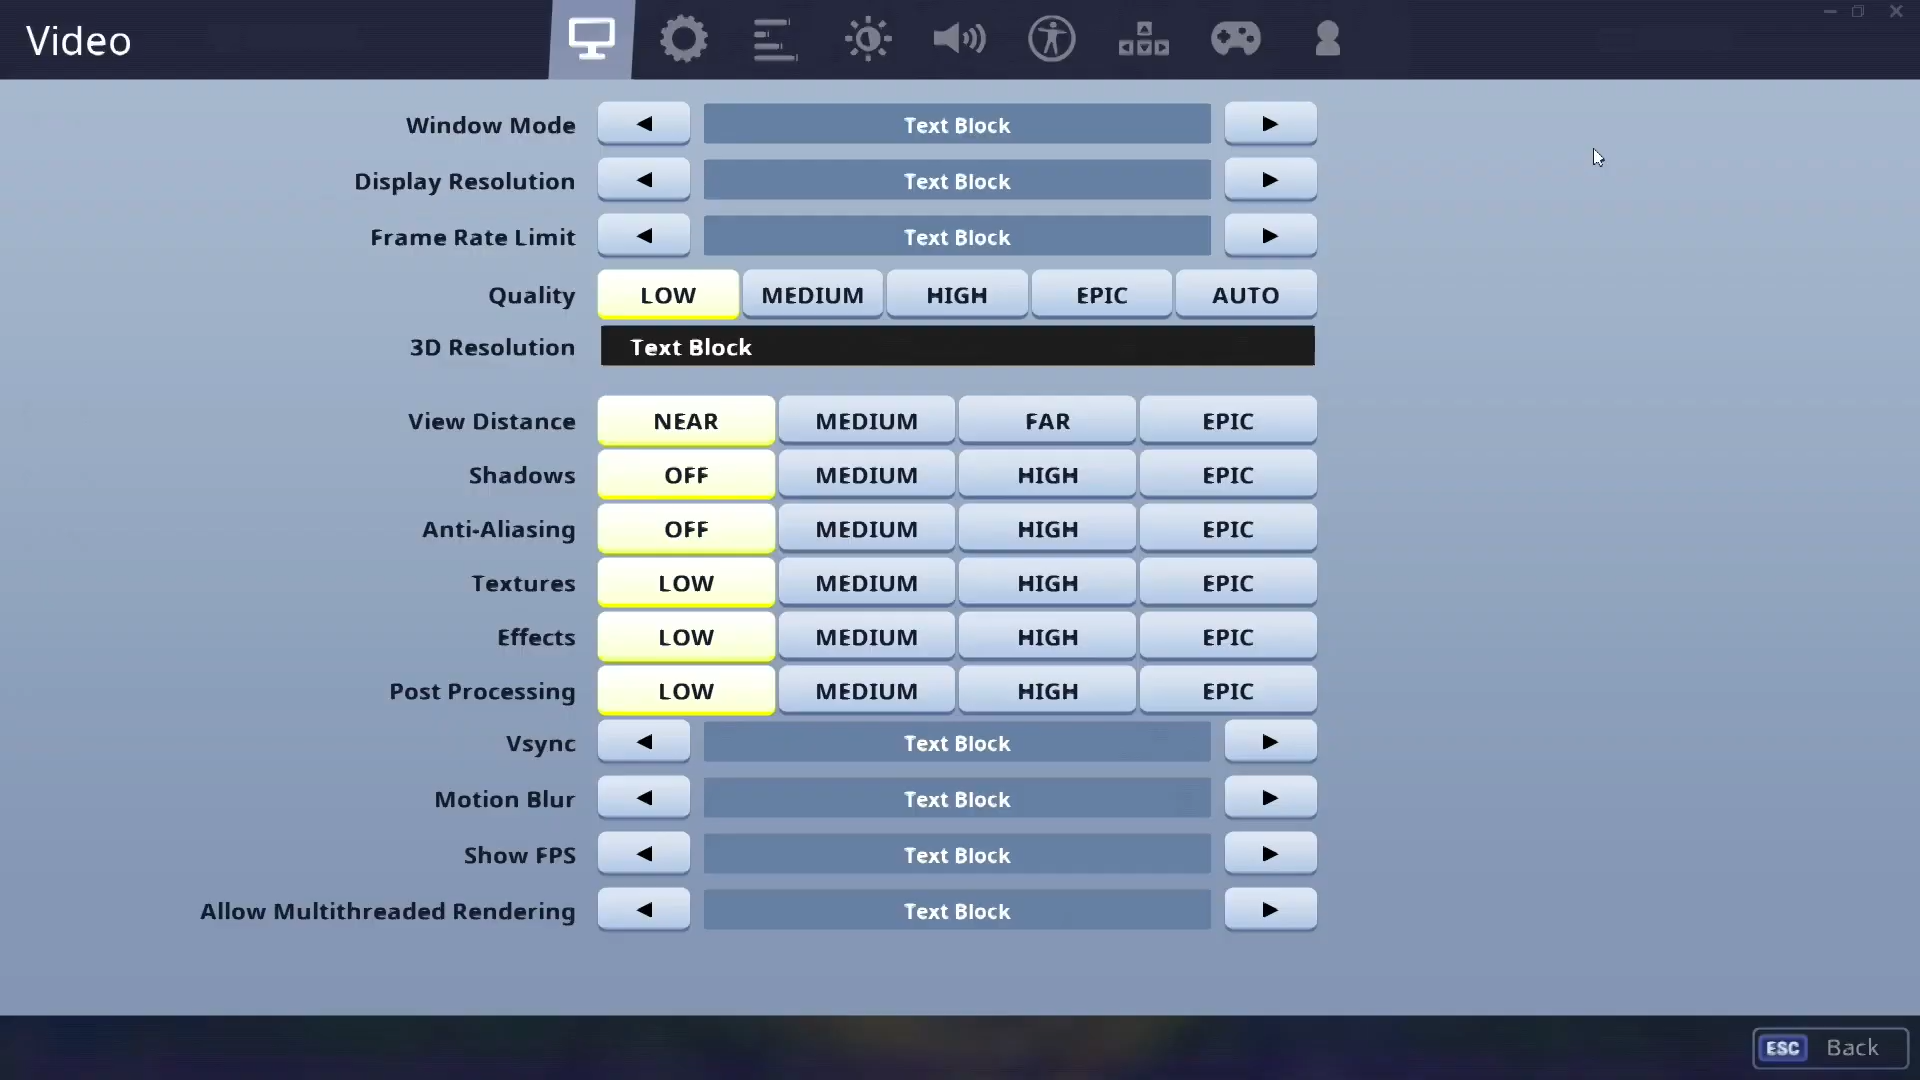 Video
Window Mode ◀ Text Block ▶
Display Resolution ◀ Text Block ▶
Frame Rate Limit ◀ Text Block ▶
Quality LOW MEDIUM HIGH EPIC AUTO
3D Resolution Text Block
View Distance NEAR MEDIUM FAR EPIC
Shadows OFF MEDIUM HIGH EPIC
Anti-Aliasing OFF MEDIUM HIGH EPIC
Textures LOW MEDIUM HIGH EPIC
Effects LOW MEDIUM HIGH EPIC
Post Processing LOW MEDIUM HIGH EPIC
Vsync ◀ Text Block ▶
Motion Blur ◀ Text Block ▶
Show FPS ◀ Text Block ▶
Allow Multithreaded Rendering ◀ Text Block ▶
ESC Back